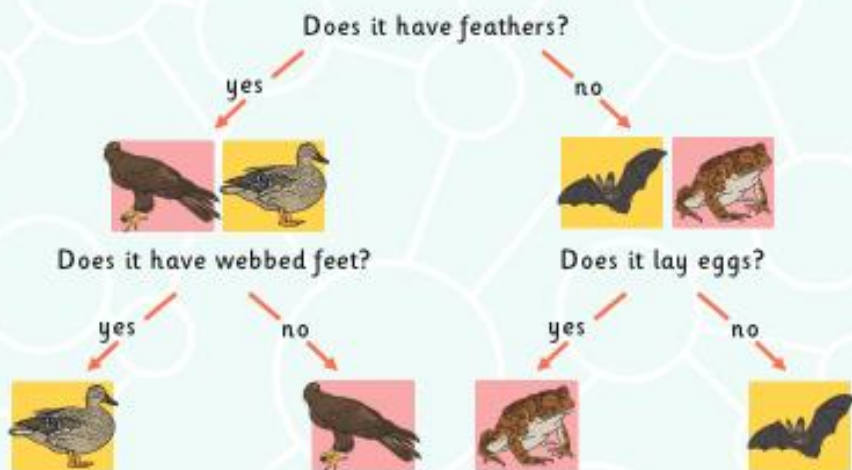 Does it have feathers?
yes
no
Does it have webbed feet?
Does it lay eggs?
yes
no
yes
no